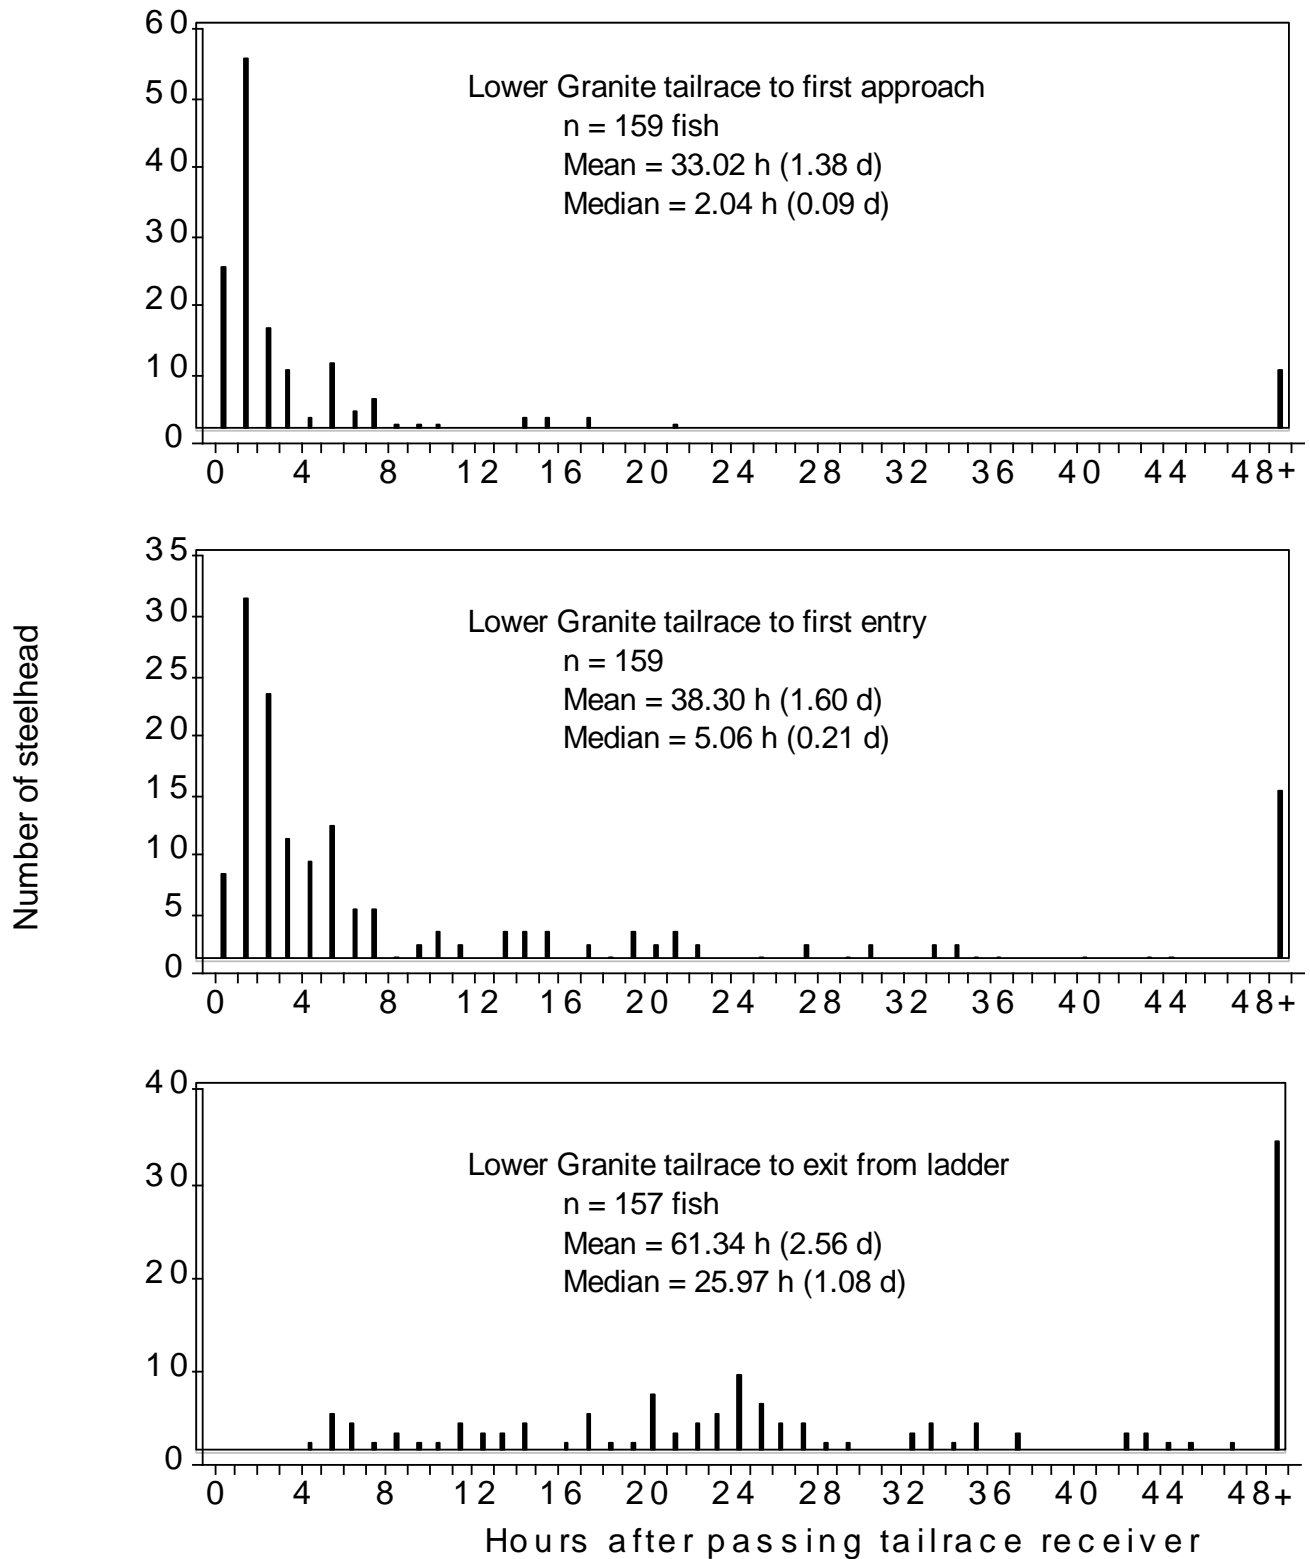 60
50
40
30
20
10
0
Lower Granite tailrace to first approach
n = 159 fish
Mean = 33.02 h (1.38 d)
Median = 2.04 h (0.09 d)
0 4 8 12 16 20 24 28 32 36 40 44 48+
35
30
25
20
15
10
5
0
Lower Granite tailrace to first entry
n = 159
Mean = 38.30 h (1.60 d)
Median = 5.06 h (0.21 d)
0 4 8 12 16 20 24 28 32 36 40 44 48+
Number of steelhead
40
30
20
10
0
Lower Granite tailrace to exit from ladder
n = 157 fish
Mean = 61.34 h (2.56 d)
Median = 25.97 h (1.08 d)
0 4 8 12 16 20 24 28 32 36 40 44 48+
Hours after passing tailrace receiver